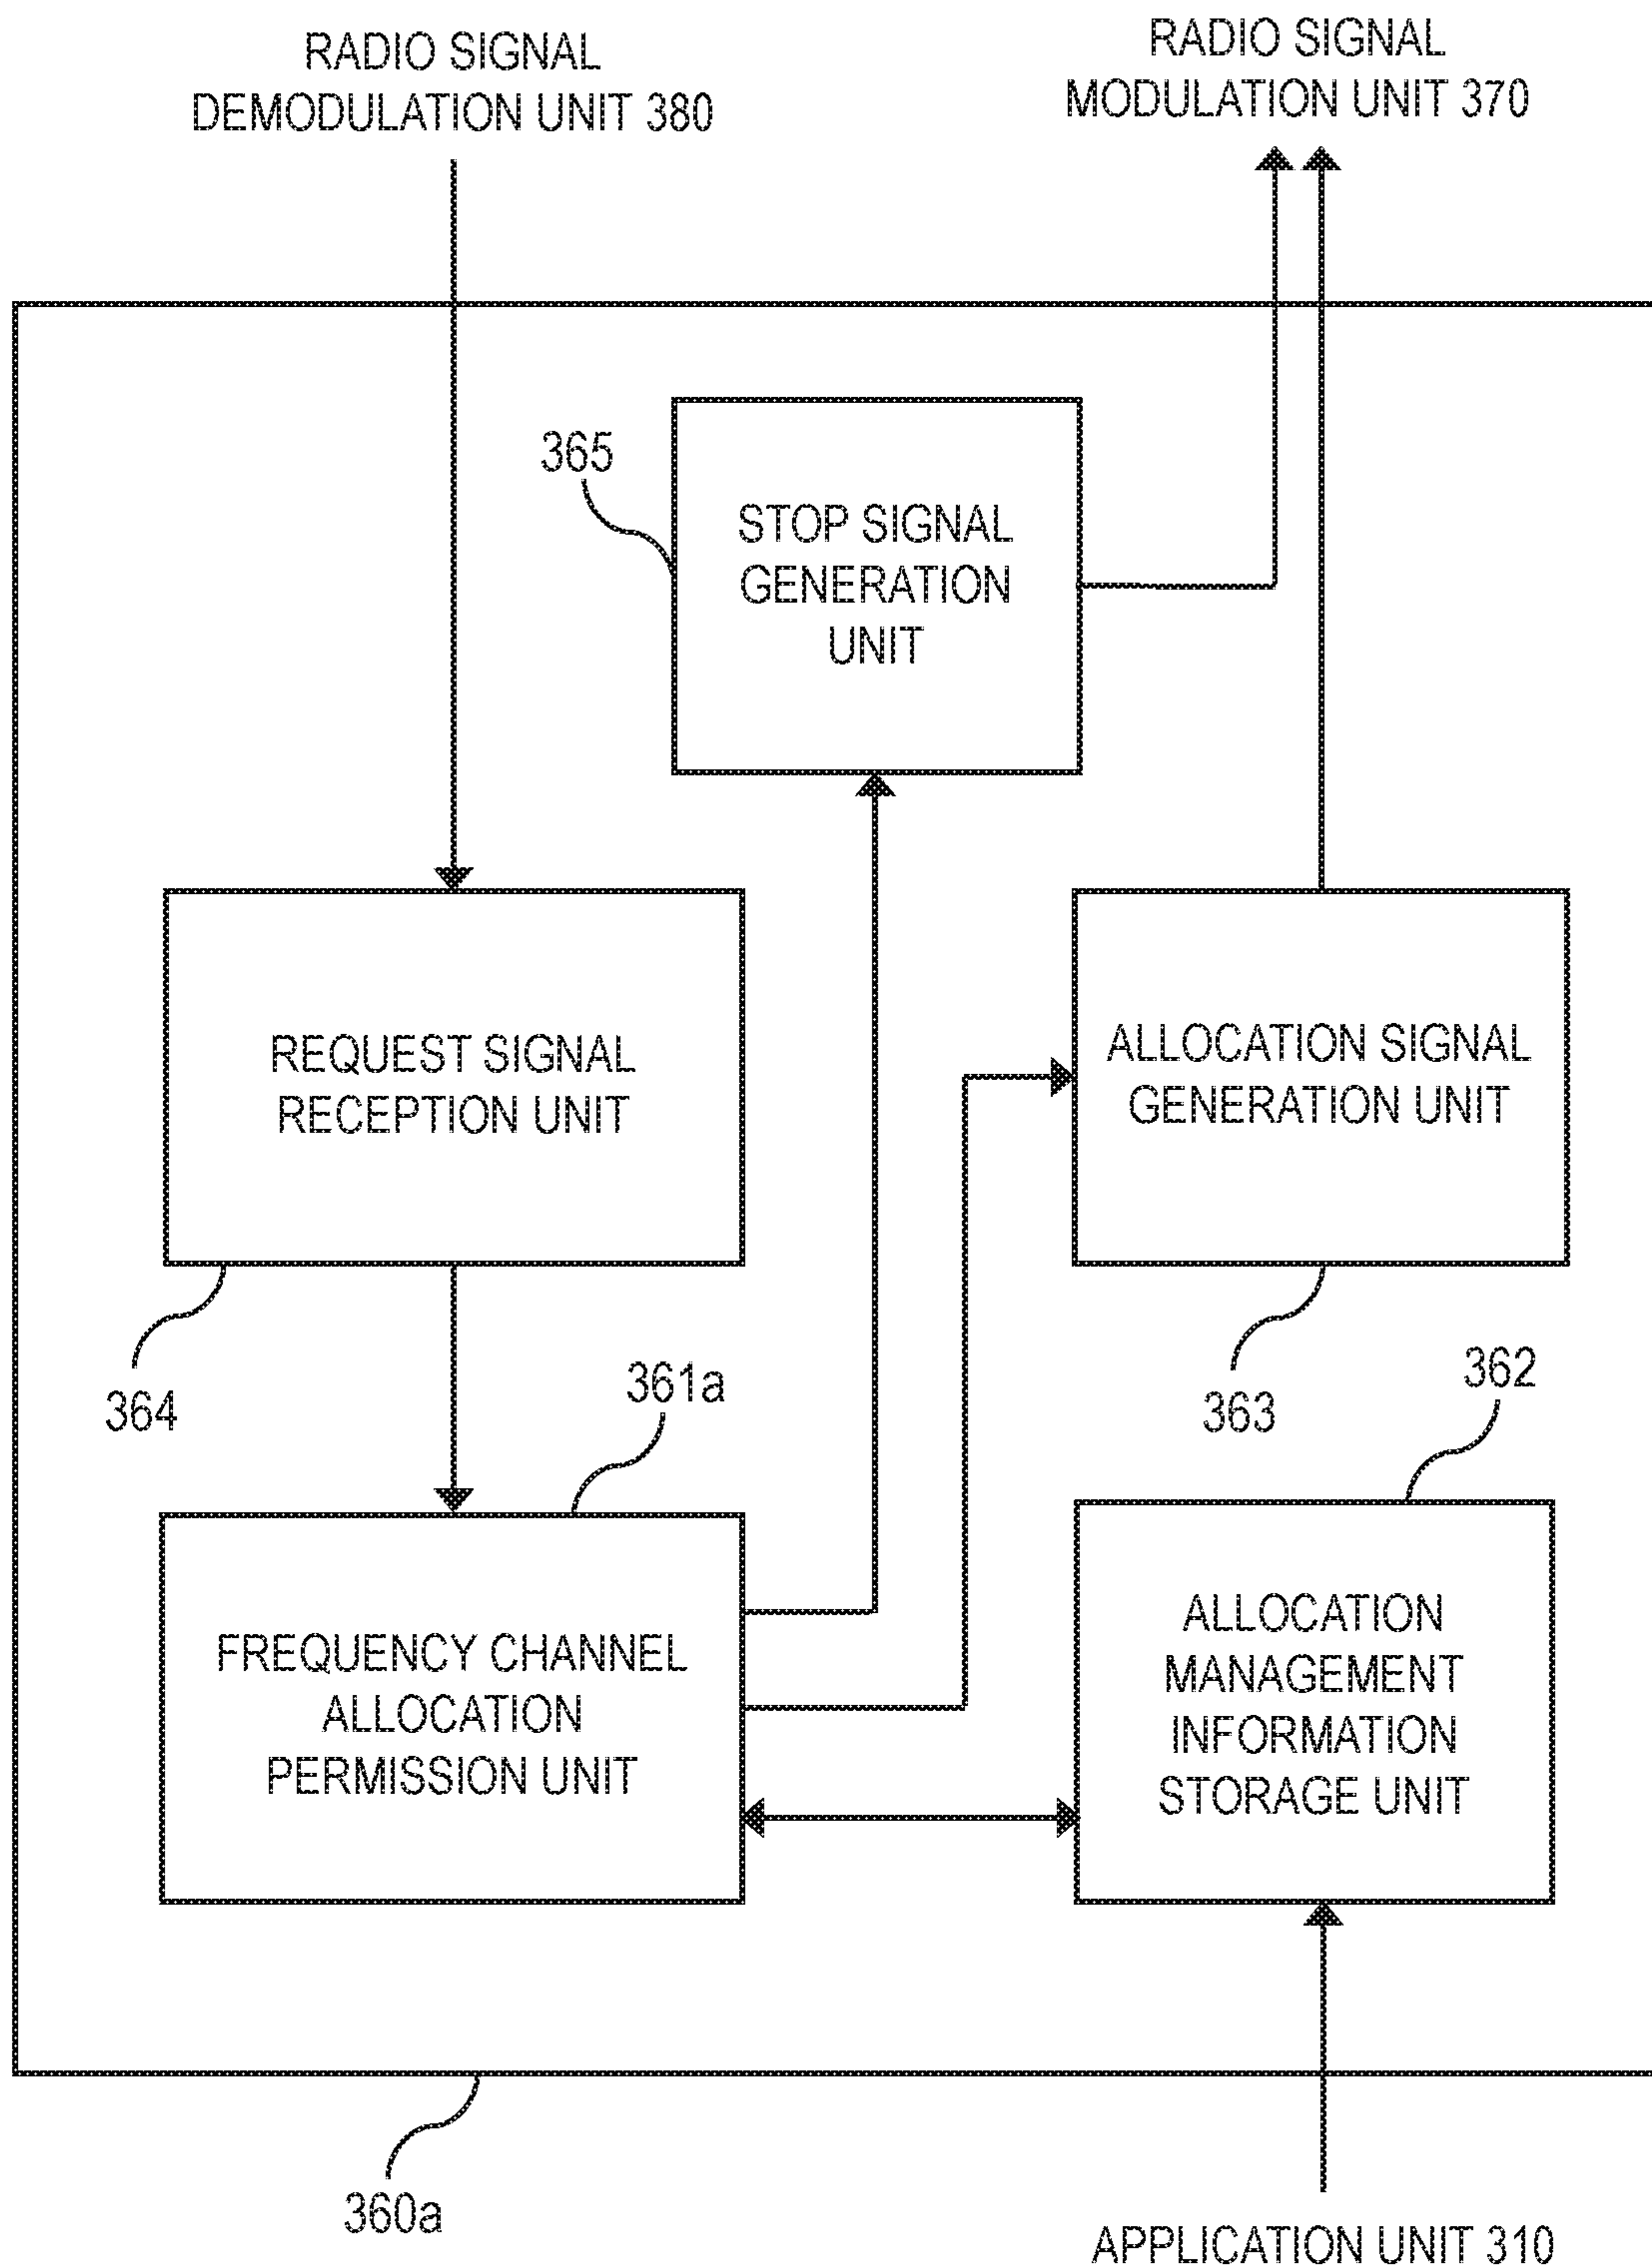 RADIO SIGNAL
DEMODULATION UNIT 380
RADIO SIGNAL
MODULATION UNIT 370
365
STOP SIGNAL
GENERATION
UNIT
REQUEST SIGNAL
RECEPTION UNIT
ALLOCATION SIGNAL
GENERATION UNIT
364
361a
363
362
FREQUENCY CHANNEL
ALLOCATION
PERMISSION UNIT
ALLOCATION
MANAGEMENT
INFORMATION
STORAGE UNIT
360a
APPLICATION UNIT 310